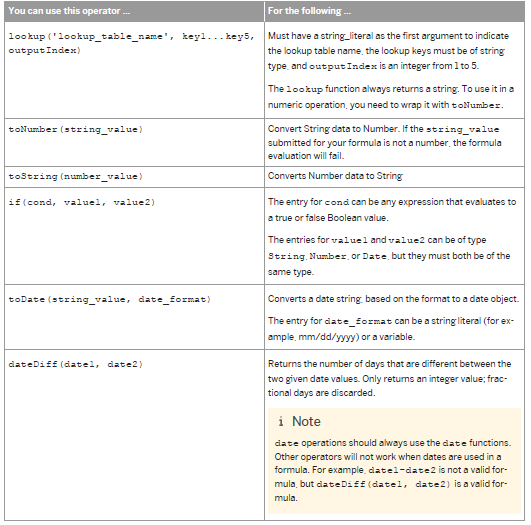 You can use this operator ...
For the following ...
lookup('lookup_table_name', key1...key5,
outputIndex)
Must have a string_literal as the first argument to indicate
the lookup table name, the lookup keys must be of string
type, and outputIndex is an integer from 1 to 5.
The lookup function always returns a string. To use it in a
numeric operation, you need to wrap it with toNumber.
toNumber(string_value)
Convert String data to Number. If the string_value
submitted for your formula is not a number, the formula
evaluation will fail.
toString(number_value)
Converts Number data to String
if(cond, value1, value2)
The entry for cond can be any expression that evaluates to
a true or false Boolean value.
The entries for value1 and value2 can be of type
String, Number, or Date, but they must both be of the
same type.
toDate(string_value, date_format)
Converts a date string, based on the format to a date object.
The entry for date_format can be a string literal (for ex-
ample, mm/dd/yyyy) or a variable.
dateDiff(date1, date2)
Returns the number of days that are different between the
two given date values. Only returns an integer value; frac-
tional days are discarded.
i Note
date operations should always use the date functions.
Other operators will not work when dates are used in a
formula. For example, date1-date2 is not a valid for-
mula, but dateDiff(date1, date2) is a valid for-
mula.